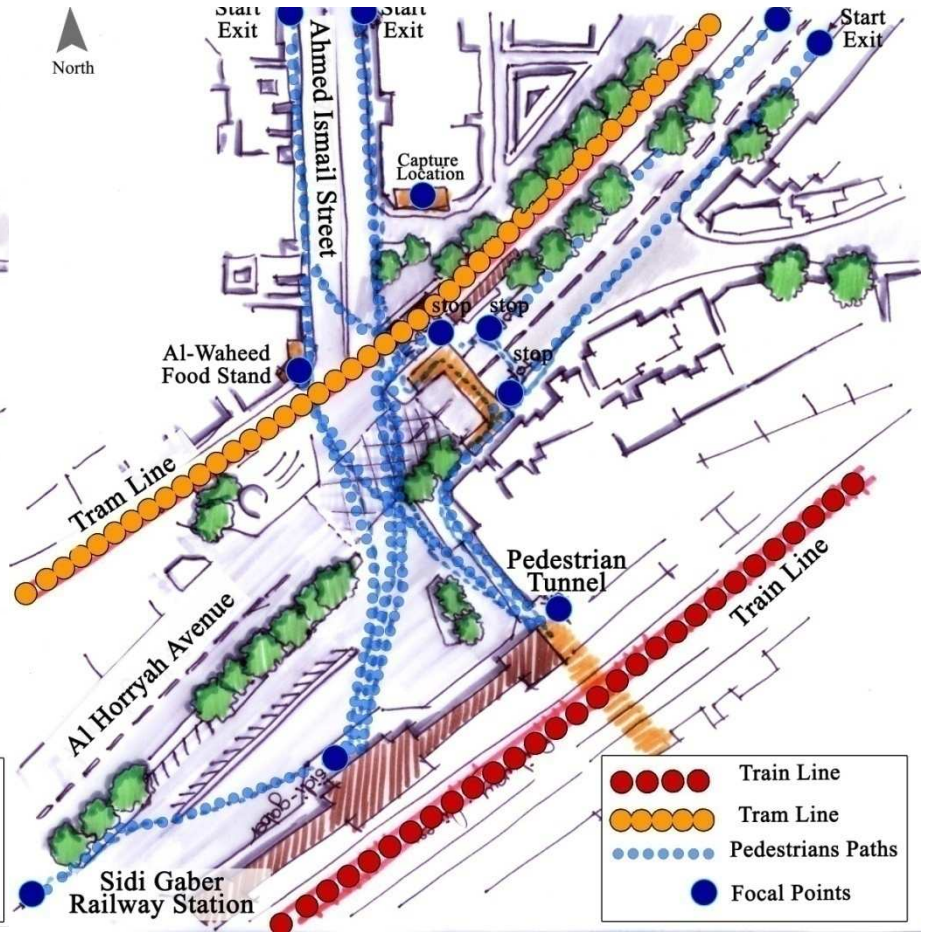 Start
Exit
Start
Exit
Start
Exit
North
Ahmed Ismail Street
Capture
Location
stop
stop
stop
Al-Waheed
Food Stand
Tram Line
Pedestrian
Tunnel
Train Line
Al Horryah Avenue
Sidi Gaber
Railway Station
Train Line
Tram Line
Pedestrians Paths
Focal Points